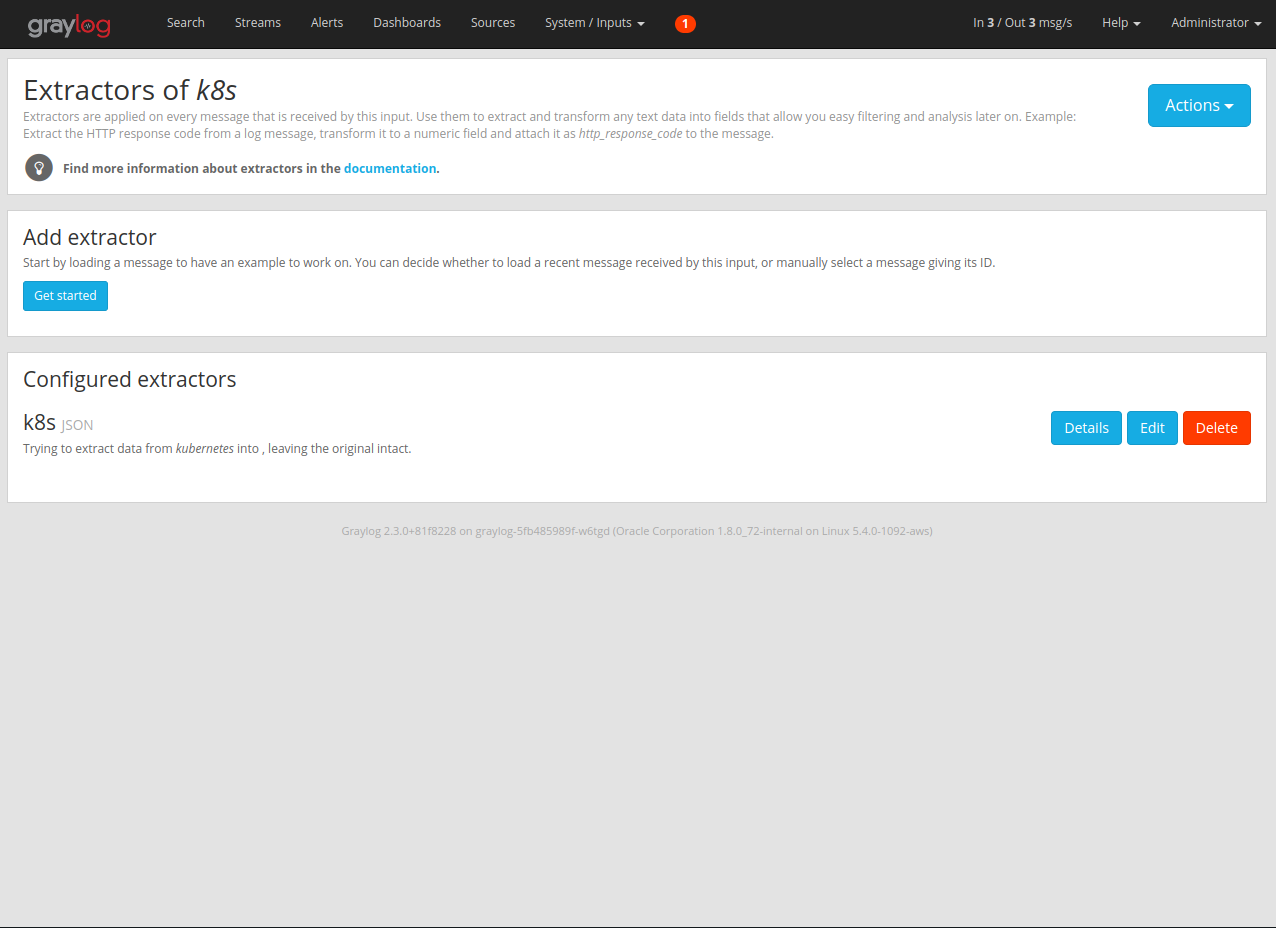 graylog Search Streams Alerts Dashboards Sources System / Inputs 1 In 3 / Out 3 msg/s Help Administrator
Extractors of k8s
Actions
Extractors are applied on every message that is received by this input. Use them to extract and transform any text data into fields that allow you easy filtering and analysis later on. Example:
Extract the HTTP response code from a log message, transform it to a numeric field and attach it as http_response_code to the message.
Find more information about extractors in the documentation.
Add extractor
Start by loading a message to have an example to work on. You can decide whether to load a recent message received by this input, or manually select a message giving its ID.
Get started
Configured extractors
k8s JSON
Details Edit Delete
Trying to extract data from kubernetes into , leaving the original intact.
Graylog 2.3.0+81f8228 on graylog-5fb485989f-w6tgd (Oracle Corporation 1.8.0_72-internal on Linux 5.4.0-1092-aws)